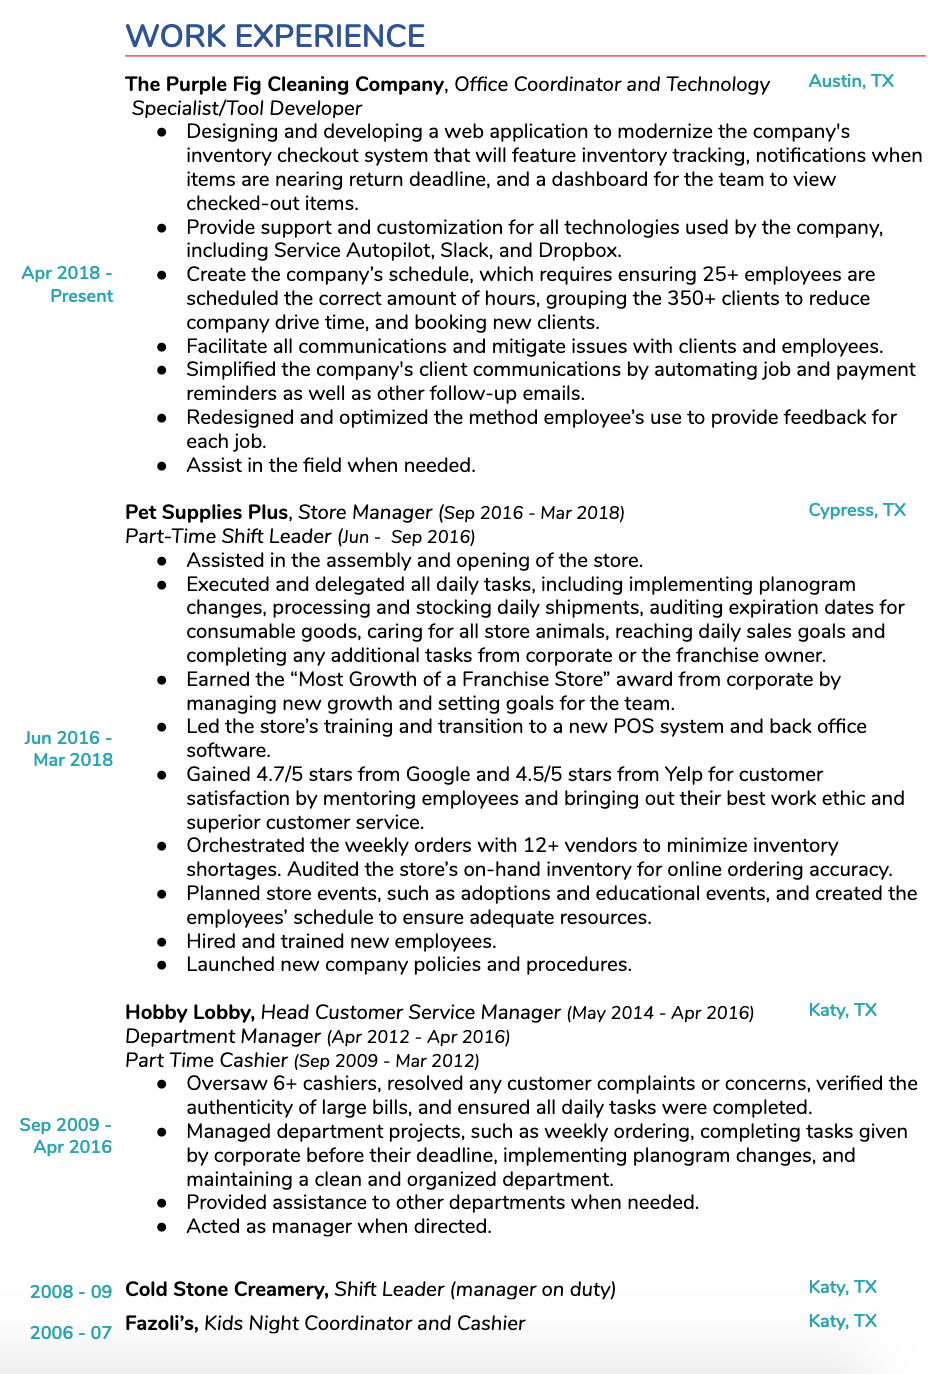 WORK EXPERIENCE
The Purple Fig Cleaning Company, Office Coordinator and Technology
Austin, TX
Specialist/Tool Developer
● Designing and developing a web application to modernize the company's
inventory checkout system that will feature inventory tracking, notifications when
items are nearing return deadline, and a dashboard for the team to view
checked-out items.
● Provide support and customization for all technologies used by the company,
including Service Autopilot, Slack, and Dropbox.
Apr 2018 -
Present
● Create the company’s schedule, which requires ensuring 25+ employees are
scheduled the correct amount of hours, grouping the 350+ clients to reduce
company drive time, and booking new clients.
● Facilitate all communications and mitigate issues with clients and employees.
● Simplified the company's client communications by automating job and payment
reminders as well as other follow-up emails.
● Redesigned and optimized the method employee’s use to provide feedback for
each job.
● Assist in the field when needed.
Pet Supplies Plus, Store Manager (Sep 2016 - Mar 2018)
Cypress, TX
Part-Time Shift Leader (Jun - Sep 2016)
● Assisted in the assembly and opening of the store.
● Executed and delegated all daily tasks, including implementing planogram
changes, processing and stocking daily shipments, auditing expiration dates for
consumable goods, caring for all store animals, reaching daily sales goals and
completing any additional tasks from corporate or the franchise owner.
● Earned the “Most Growth of a Franchise Store” award from corporate by
managing new growth and setting goals for the team.
● Led the store’s training and transition to a new POS system and back office
software.
Jun 2016 -
Mar 2018
● Gained 4.7/5 stars from Google and 4.5/5 stars from Yelp for customer
satisfaction by mentoring employees and bringing out their best work ethic and
superior customer service.
● Orchestrated the weekly orders with 12+ vendors to minimize inventory
shortages. Audited the store’s on-hand inventory for online ordering accuracy.
● Planned store events, such as adoptions and educational events, and created the
employees’ schedule to ensure adequate resources.
● Hired and trained new employees.
● Launched new company policies and procedures.
Hobby Lobby, Head Customer Service Manager (May 2014 - Apr 2016)
Katy, TX
Department Manager (Apr 2012 - Apr 2016)
Part Time Cashier (Sep 2009 - Mar 2012)
● Oversaw 6+ cashiers, resolved any customer complaints or concerns, verified the
authenticity of large bills, and ensured all daily tasks were completed.
Sep 2009 -
Apr 2016
● Managed department projects, such as weekly ordering, completing tasks given
by corporate before their deadline, implementing planogram changes, and
maintaining a clean and organized department.
● Provided assistance to other departments when needed.
● Acted as manager when directed.
2008 - 09
Cold Stone Creamery, Shift Leader (manager on duty)
Katy, TX
2006 - 07
Fazoli’s, Kids Night Coordinator and Cashier
Katy, TX